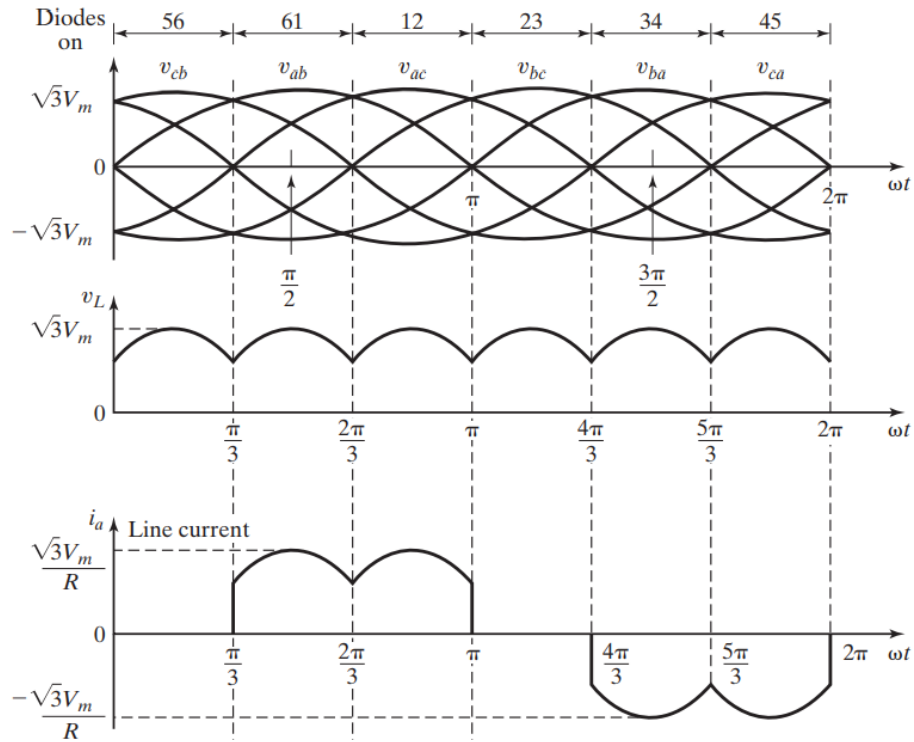 Diodes on 56 61 12 23 34 45
v_cb v_ab v_ac v_bc v_ba v_ca
√3V_m
0
π 2π ωt
−√3V_m
π/2 3π/2
v_L
√3V_m
0
π/3 2π/3 π 4π/3 5π/3 2π ωt
i_a Line current
√3V_m/R
0
π/3 2π/3 π 4π/3 5π/3 2π ωt
−√3V_m/R